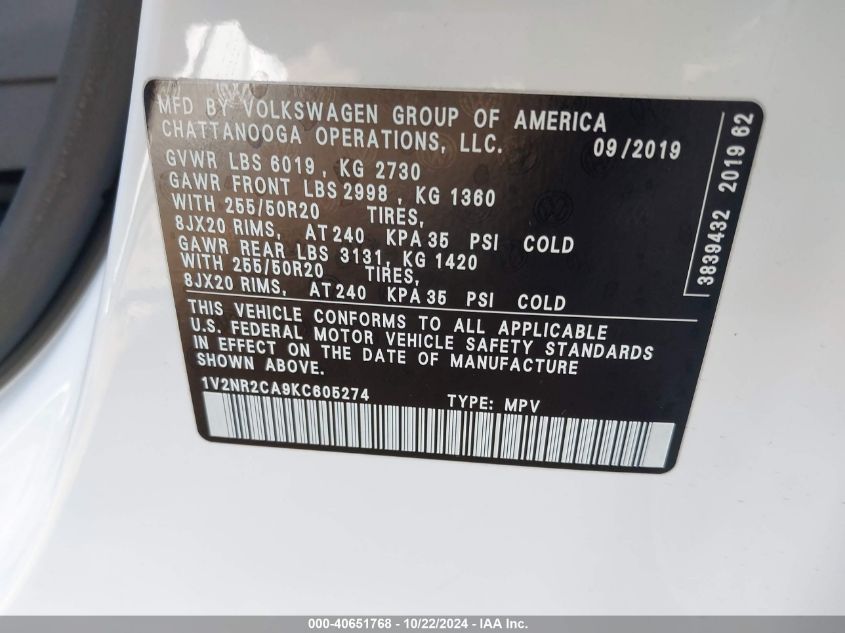 MFD BY VOLKSWAGEN GROUP OF AMERICA
CHATTANOOGA OPERATIONS, LLC.
09/2019
GVWR LBS 6019, KG 2730
GAWR FRONT LBS 2998, KG 1360
WITH 255/50R20 TIRES,
8JX20 RIMS, AT 240 KPA 35 PSI COLD
GAWR REAR LBS 3131, KG 1420
WITH 255/50R20 TIRES,
8JX20 RIMS, AT 240 KPA 35 PSI COLD
THIS VEHICLE CONFORMS TO ALL APPLICABLE
U.S. FEDERAL MOTOR VEHICLE SAFETY STANDARDS
IN EFFECT ON THE DATE OF MANUFACTURE
SHOWN ABOVE.
1V2NR2CA9KC605274 TYPE: MPV
3839432 2019 62
000-40651768 - 10/22/2024 - IAA Inc.